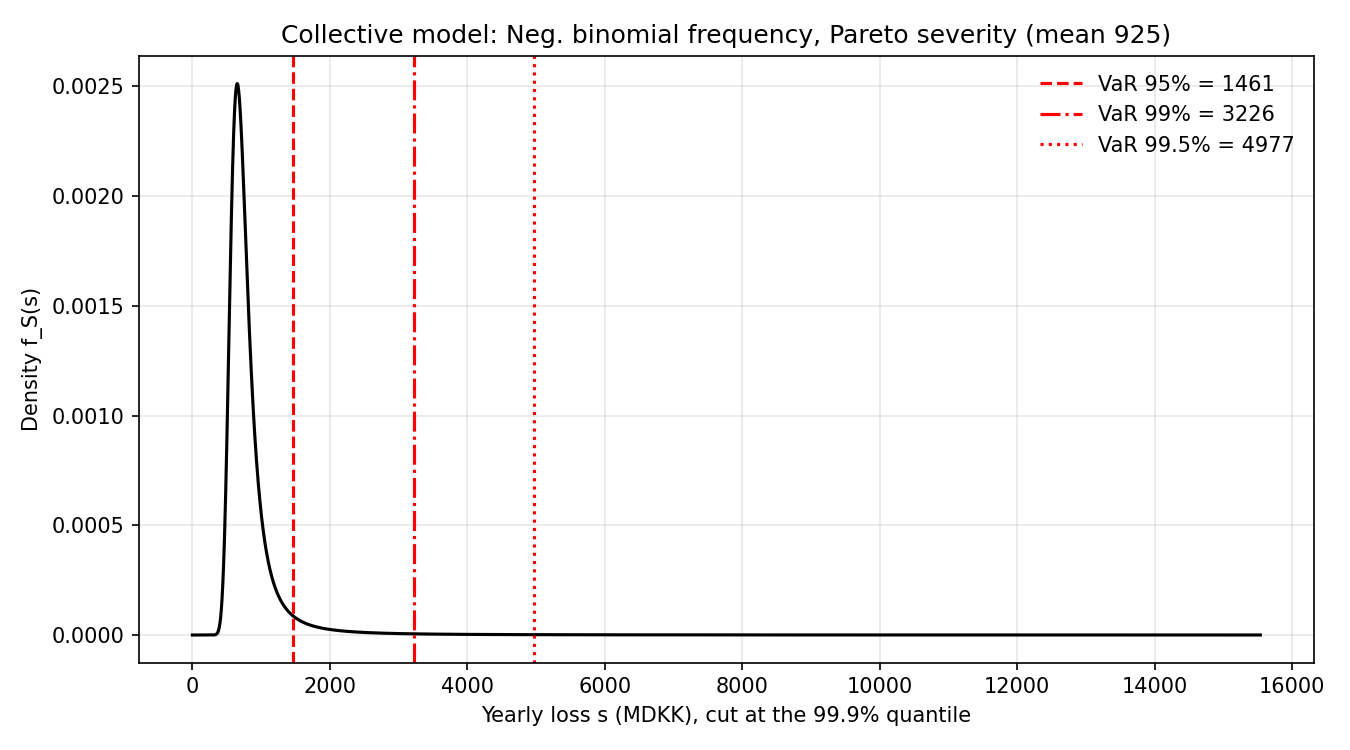 Collective model: Neg. binomial frequency, Pareto severity (mean 925)
VaR 95% = 1461
VaR 99% = 3226
VaR 99.5% = 4977
Density f_S(s)
0.0025
0.0020
0.0015
0.0010
0.0005
0.0000
0 2000 4000 6000 8000 10000 12000 14000 16000
Yearly loss s (MDKK), cut at the 99.9% quantile